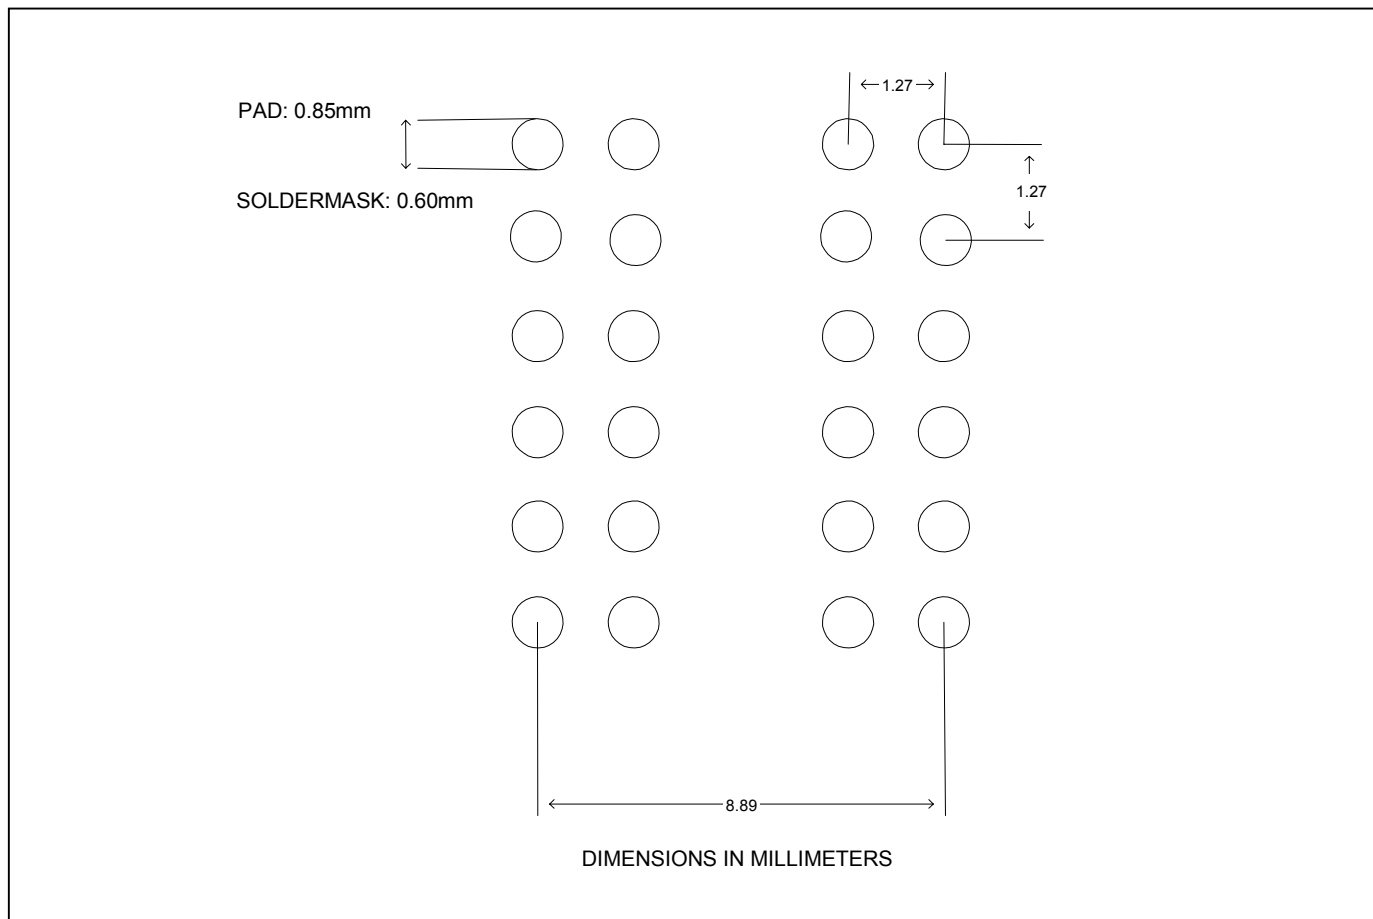 1.27
PAD: 0.85mm
1.27
SOLDERMASK: 0.60mm
8.89
DIMENSIONS IN MILLIMETERS